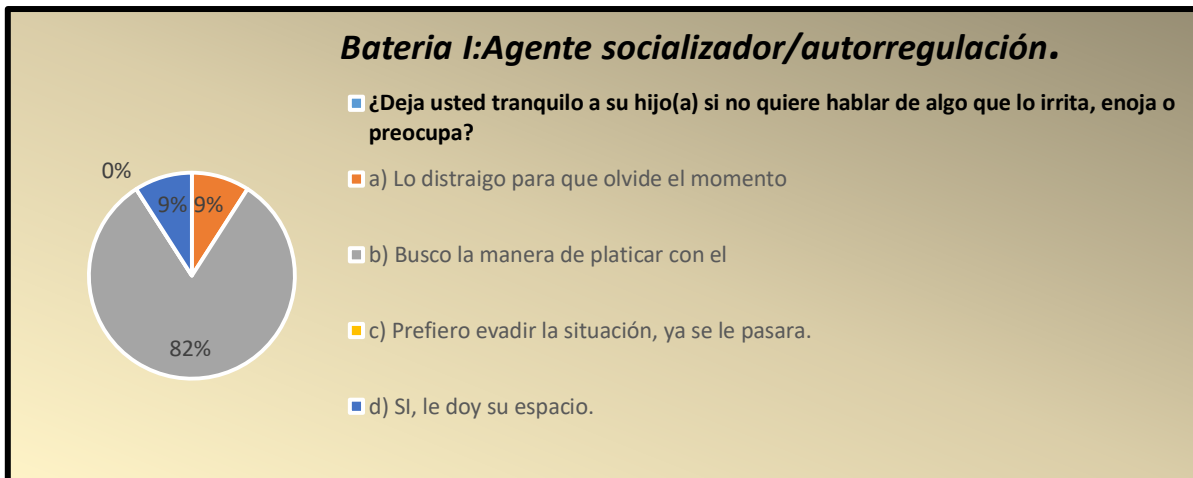 Bateria I:Agente socializador/autorregulación.
¿Deja usted tranquilo a su hijo(a) si no quiere hablar de algo que lo irrita, enoja o
preocupa?
0%
a) Lo distraigo para que olvide el momento
9% 9%
b) Busco la manera de platicar con el
c) Prefiero evadir la situación, ya se le pasara.
82%
d) SI, le doy su espacio.